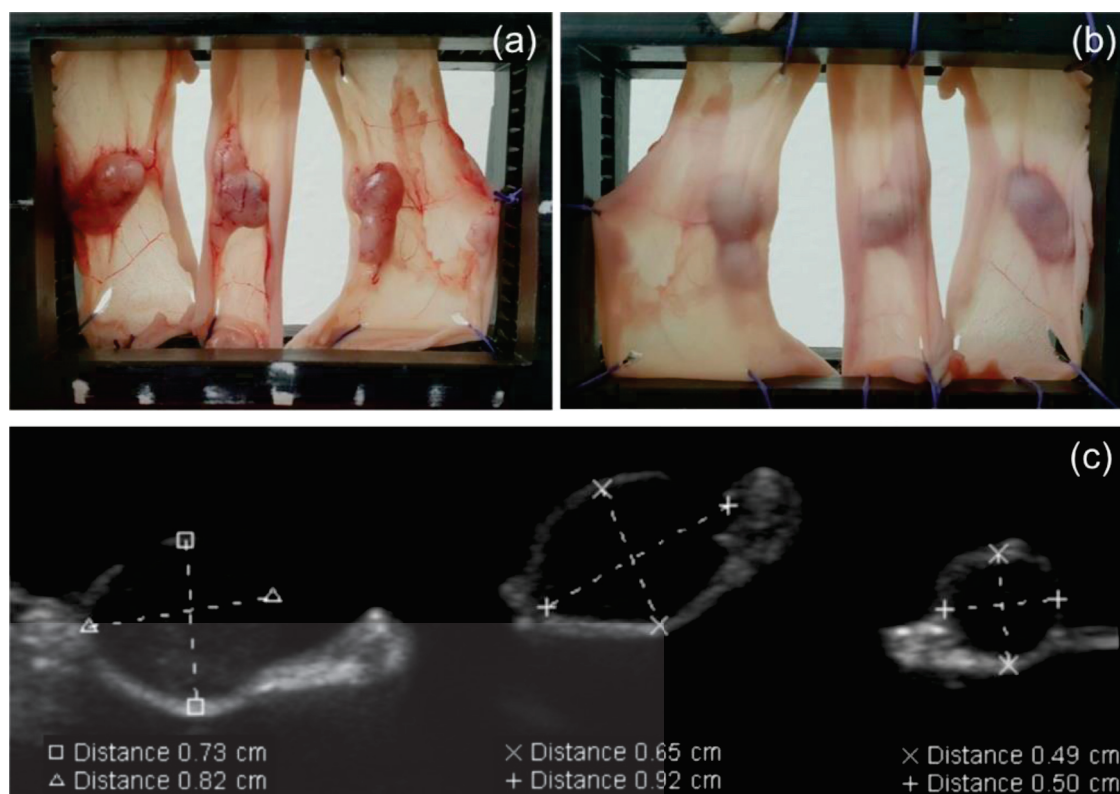 (a)
(b)
(c)
□ Distance 0.73 cm
△ Distance 0.82 cm
× Distance 0.65 cm
+ Distance 0.92 cm
× Distance 0.49 cm
+ Distance 0.50 cm